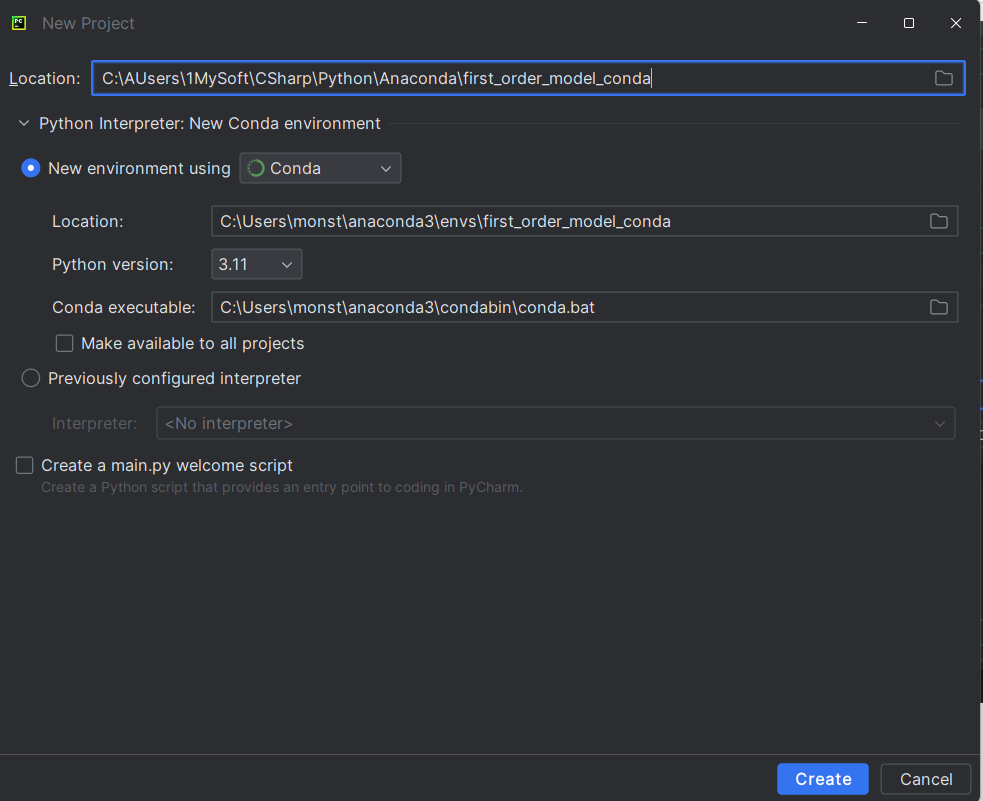 PC
New Project
Location: C:\AUsers\1MySoft\CSharp\Python\Anaconda\first_order_model_conda
Python Interpreter: New Conda environment
New environment using Conda
Location: C:\Users\monst\anaconda3\envs\first_order_model_conda
Python version: 3.11
Conda executable: C:\Users\monst\anaconda3\condabin\conda.bat
Make available to all projects
Previously configured interpreter
Interpreter: <No interpreter>
Create a main.py welcome script
Create a Python script that provides an entry point to coding in PyCharm.
Create Cancel